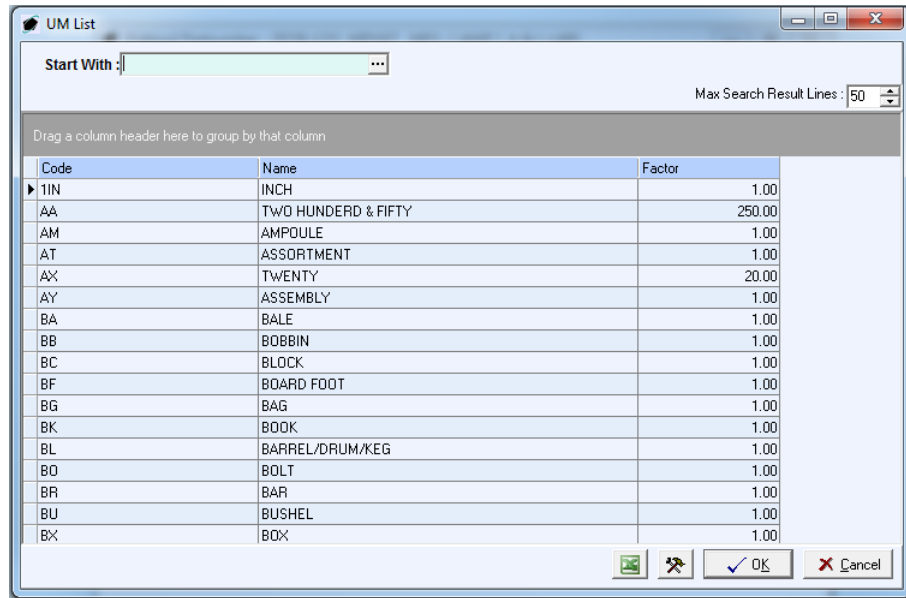 UM List
Start With :
Max Search Result Lines : 50
Drag a column header here to group by that column
Code Name Factor
1IN INCH 1.00
AA TWO HUNDERD & FIFTY 250.00
AM AMPOULE 1.00
AT ASSORTMENT 1.00
AX TWENTY 20.00
AY ASSEMBLY 1.00
BA BALE 1.00
BB BOBBIN 1.00
BC BLOCK 1.00
BF BOARD FOOT 1.00
BG BAG 1.00
BK BOOK 1.00
BL BARREL/DRUM/KEG 1.00
BO BOLT 1.00
BR BAR 1.00
BU BUSHEL 1.00
BX BOX 1.00
OK Cancel